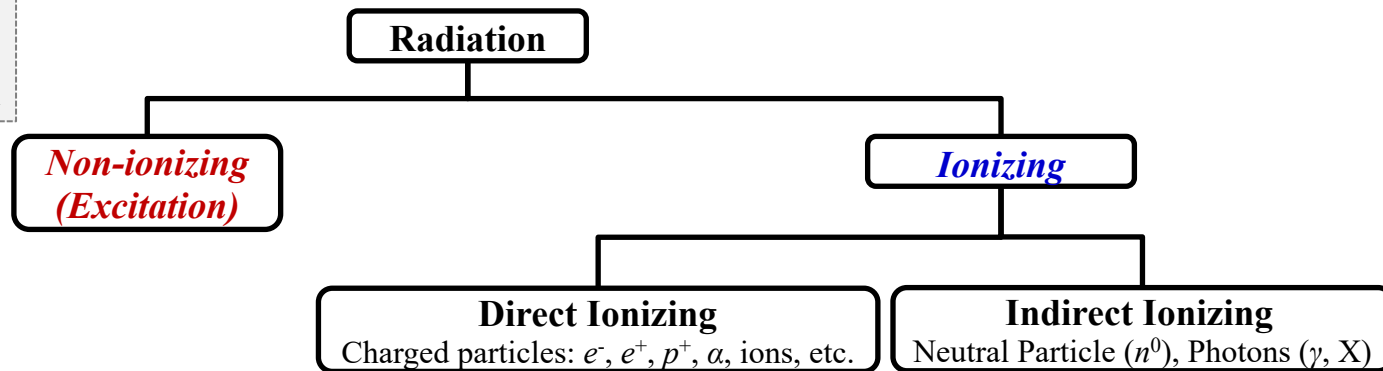 Radiation
Non-ionizing
(Excitation)
Ionizing
Direct Ionizing
Charged particles: e⁻, e⁺, p⁺, α, ions, etc.
Indirect Ionizing
Neutral Particle (n⁰), Photons (γ, X)